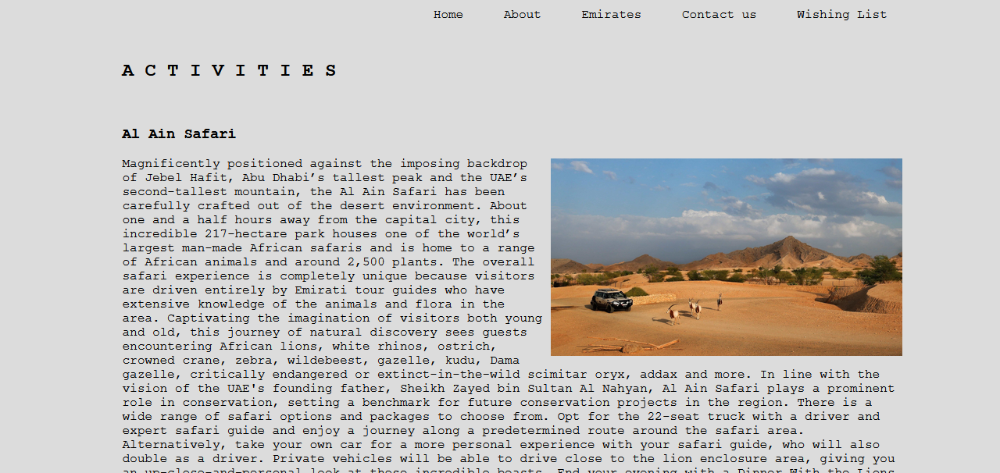 Home About Emirates Contact us Wishing List
A C T I V I T I E S
Al Ain Safari
Magnificently positioned against the imposing backdrop
of Jebel Hafit, Abu Dhabi’s tallest peak and the UAE’s
second-tallest mountain, the Al Ain Safari has been
carefully crafted out of the desert environment. About
one and a half hours away from the capital city, this
incredible 217-hectare park houses one of the world’s
largest man-made African safaris and is home to a range
of African animals and around 2,500 plants. The overall
safari experience is completely unique because visitors
are driven entirely by Emirati tour guides who have
extensive knowledge of the animals and flora in the
area. Captivating the imagination of visitors both young
and old, this journey of natural discovery sees guests
encountering African lions, white rhinos, ostrich,
crowned crane, zebra, wildebeest, gazelle, kudu, Dama
gazelle, critically endangered or extinct-in-the-wild scimitar oryx, addax and more. In line with the
vision of the UAE's founding father, Sheikh Zayed bin Sultan Al Nahyan, Al Ain Safari plays a prominent
role in conservation, setting a benchmark for future conservation projects in the region. There is a
wide range of safari options and packages to choose from. Opt for the 22-seat truck with a driver and
expert safari guide and enjoy a journey along a predetermined route around the safari area.
Alternatively, take your own car for a more personal experience with your safari guide, who will also
double as a driver. Private vehicles will be able to drive close to the lion enclosure area, giving you
an up-close-and-personal look at these incredible beasts. End your evening with a Dinner With the Lions